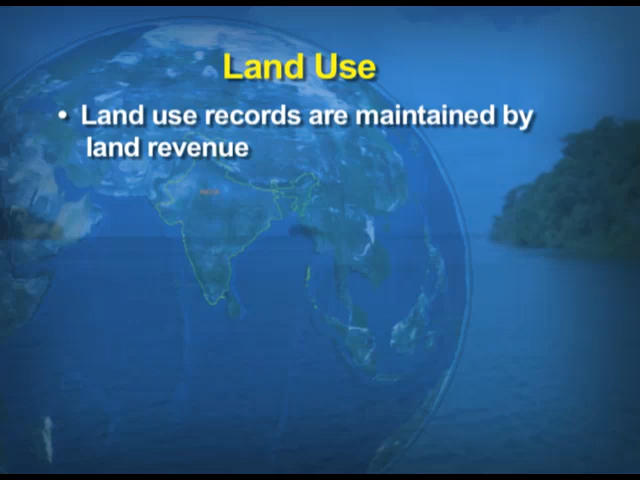 Land Use
• Land use records are maintained by
land revenue